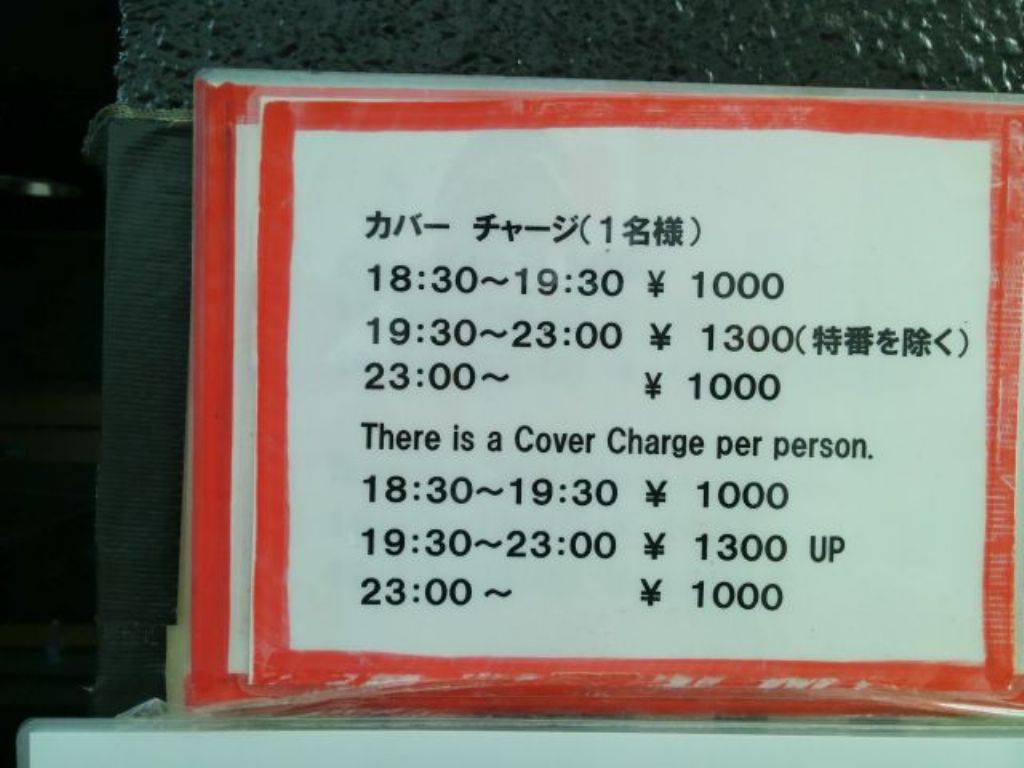 カバー チャージ(1名様)
18:30～19:30 ¥ 1000
19:30～23:00 ¥ 1300(特番を除く)
23:00～ ¥ 1000
There is a Cover Charge per person.
18:30～19:30 ¥ 1000
19:30～23:00 ¥ 1300 UP
23:00～ ¥ 1000